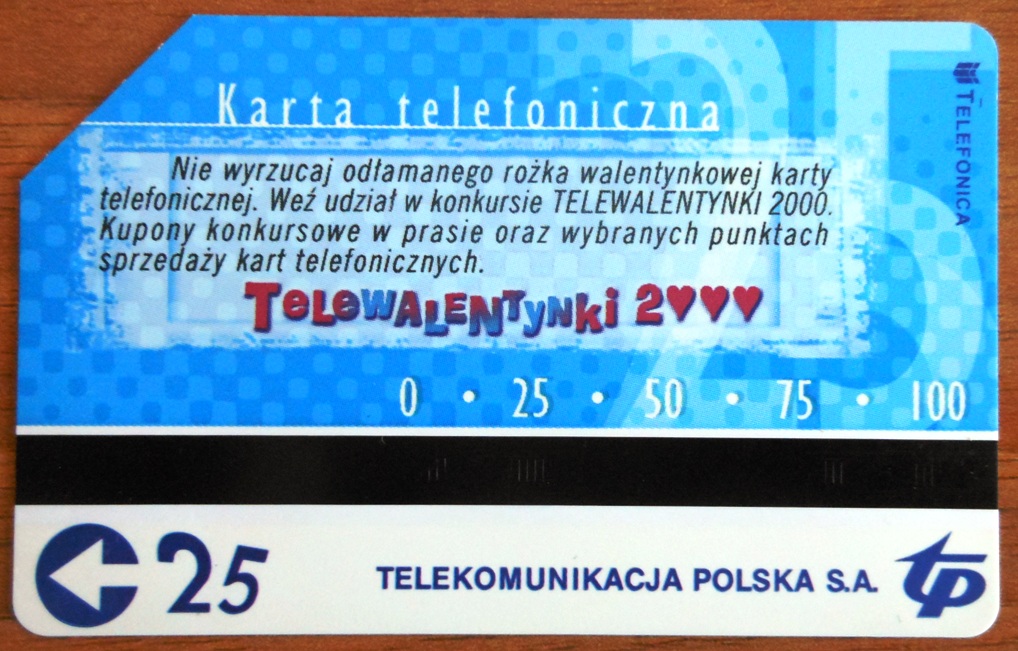 Karta telefoniczna
Nie wyrzucaj odłamanego rożka walentynkowej karty
telefonicznej. Weź udział w konkursie TELEWALENTYNKI 2000.
Kupony konkursowe w prasie oraz wybranych punktach
sprzedaży kart telefonicznych.
TeLeWALENTyNKi 2♥♥♥
0 • 25 • 50 • 75 • 100
TELEFONICA
25
25 TELEKOMUNIKACJA POLSKA S.A. tp